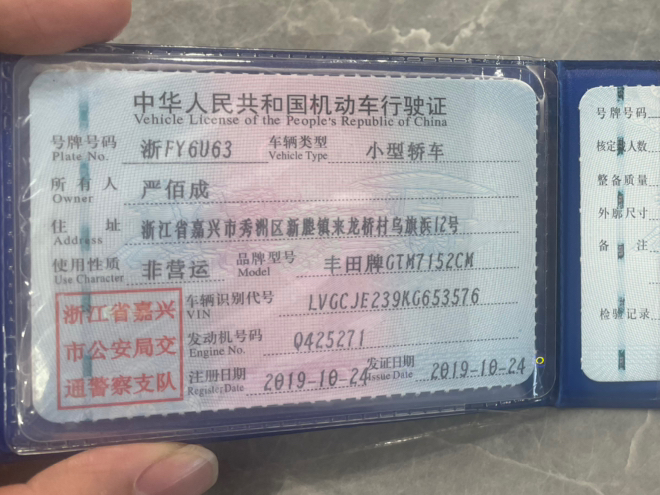 中华人民共和国机动车行驶证
Vehicle License of the People's Republic of China
号牌号码 浙FY6U63 车辆类型 小型轿车
Plate No. Vehicle Type
所有人 严佰成
Owner
住址 浙江省嘉兴市秀洲区新塍镇来龙桥村乌旗浜12号
Address
使用性质 非营运 品牌型号 丰田牌GTM7152CM
Use Character Model
浙江省嘉兴
市公安局交
通警察支队
车辆识别代号 LVGCJE239KG653576
VIN
发动机号码 Q425271
Engine No.
注册日期 2019-10-24 发证日期 2019-10-24
Register Date Issue Date
号牌号码
核定载人数
整备质量
外廓尺寸
备注
检验记录